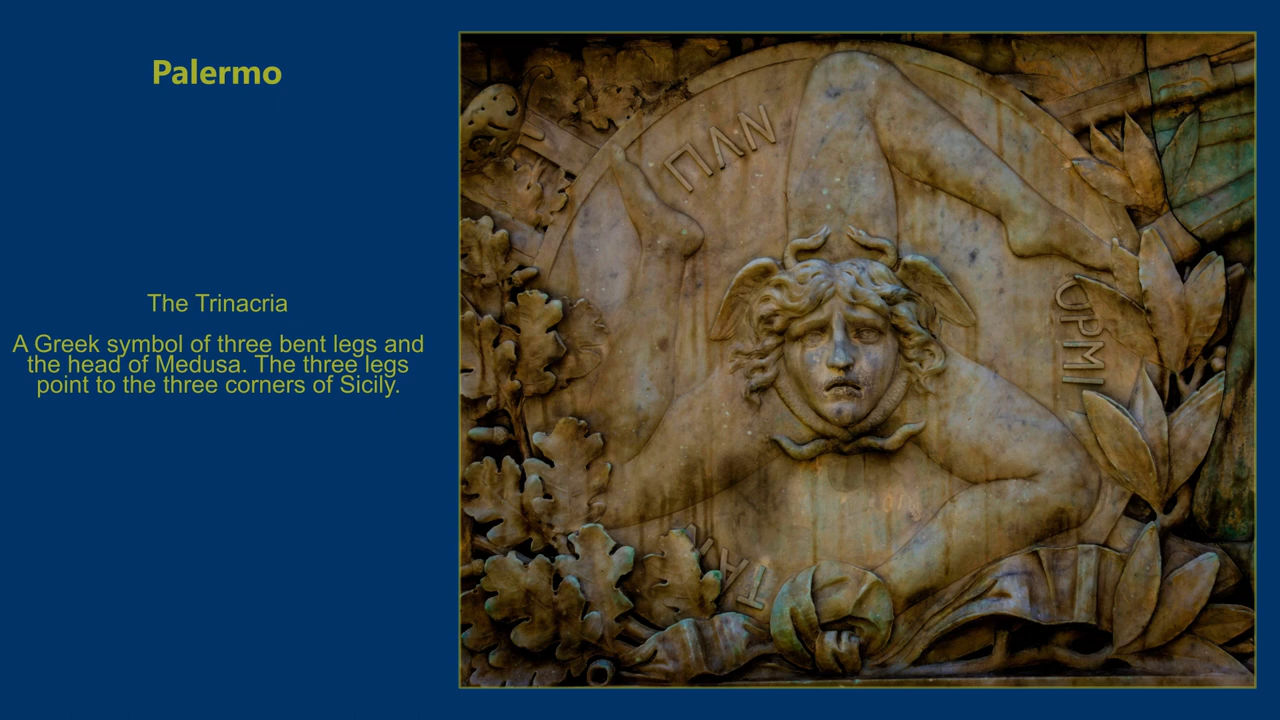 Palermo
The Trinacria
A Greek symbol of three bent legs and
the head of Medusa. The three legs
point to the three corners of Sicily.
ΠΑΝ
ΟΡΜΙ